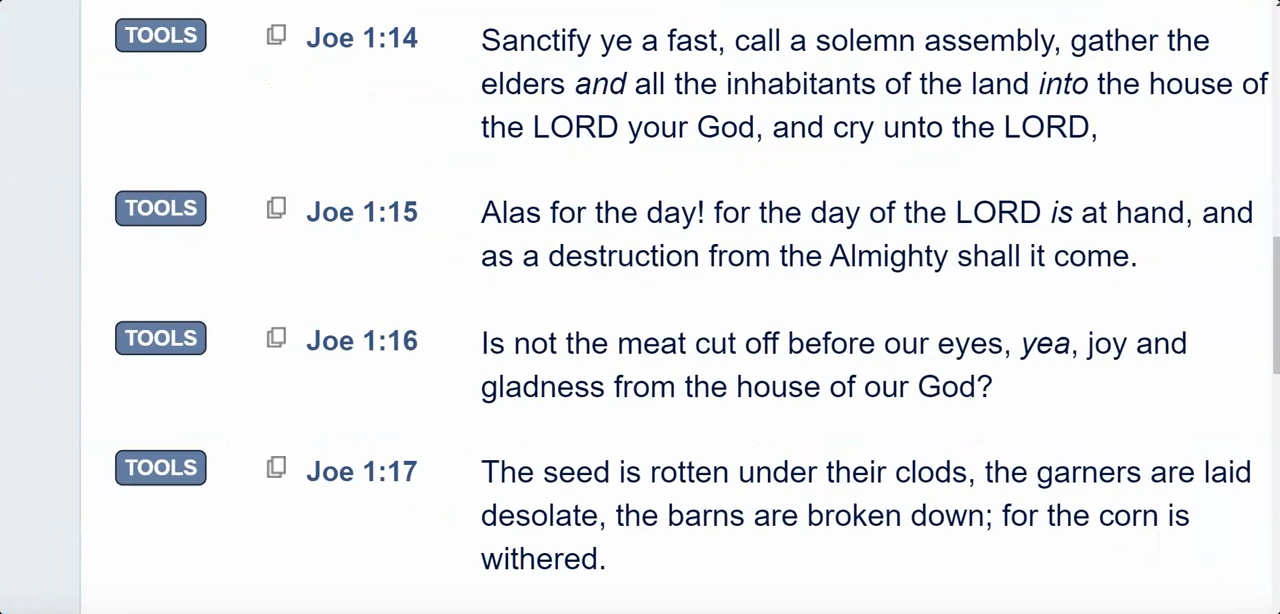 TOOLS Joe 1:14 Sanctify ye a fast, call a solemn assembly, gather the
elders and all the inhabitants of the land into the house of
the LORD your God, and cry unto the LORD,
TOOLS Joe 1:15 Alas for the day! for the day of the LORD is at hand, and
as a destruction from the Almighty shall it come.
TOOLS Joe 1:16 Is not the meat cut off before our eyes, yea, joy and
gladness from the house of our God?
TOOLS Joe 1:17 The seed is rotten under their clods, the garners are laid
desolate, the barns are broken down; for the corn is
withered.